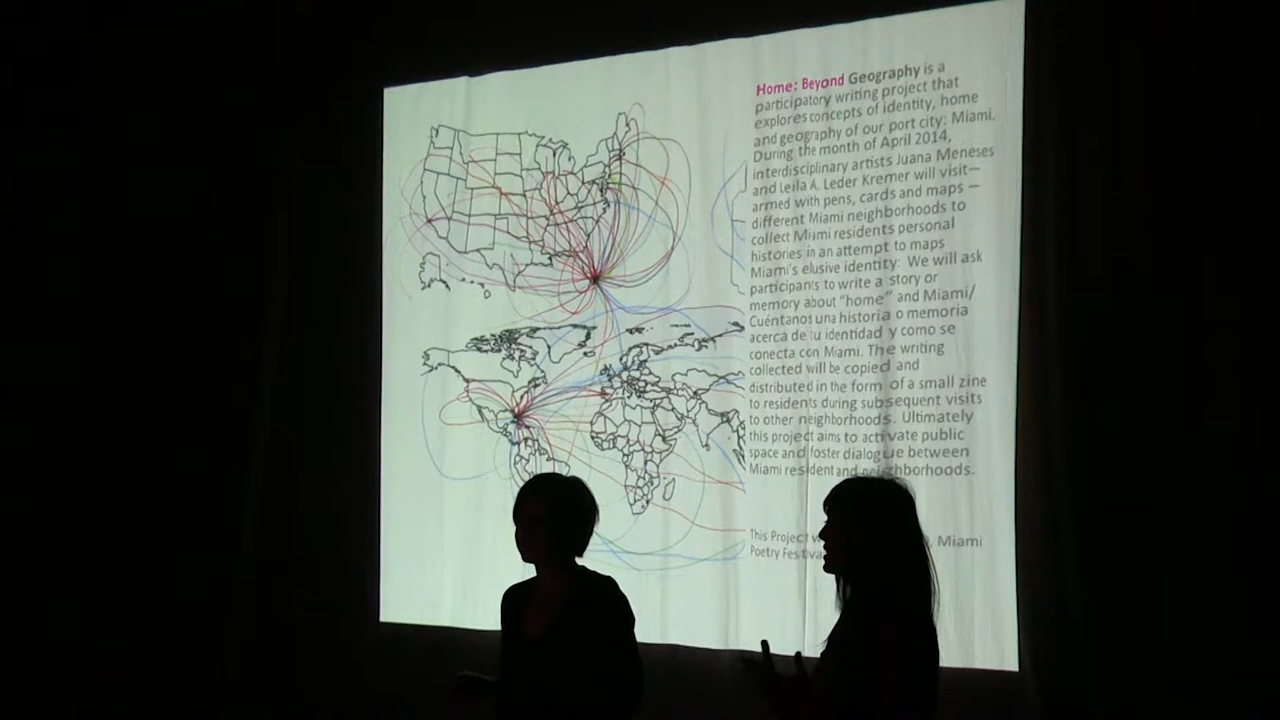 Home: Beyond Geography is a
participatory writing project that
explores concepts of identity, home
and geography of our port city: Miami.
During the month of April 2014,
interdisciplinary artists Juana Meneses
and Leila A. Leder Kremer will visit—
armed with pens, cards and maps —
different Miami neighborhoods to
collect Miami residents personal
histories in an attempt to maps
Miami's elusive identity. We will ask
participants to write a story or
memory about "home" and Miami/
Cuéntanos una historia o memoria
acerca de tu identidad y como se
conecta con Miami. The writing
collected will be copied and
distributed in the form of a small zine
to residents during subsequent visits
to other neighborhoods. Ultimately
this project aims to activate public
space and foster dialogue between
Miami resident and neighborhoods.
This Project Miami
Poetry